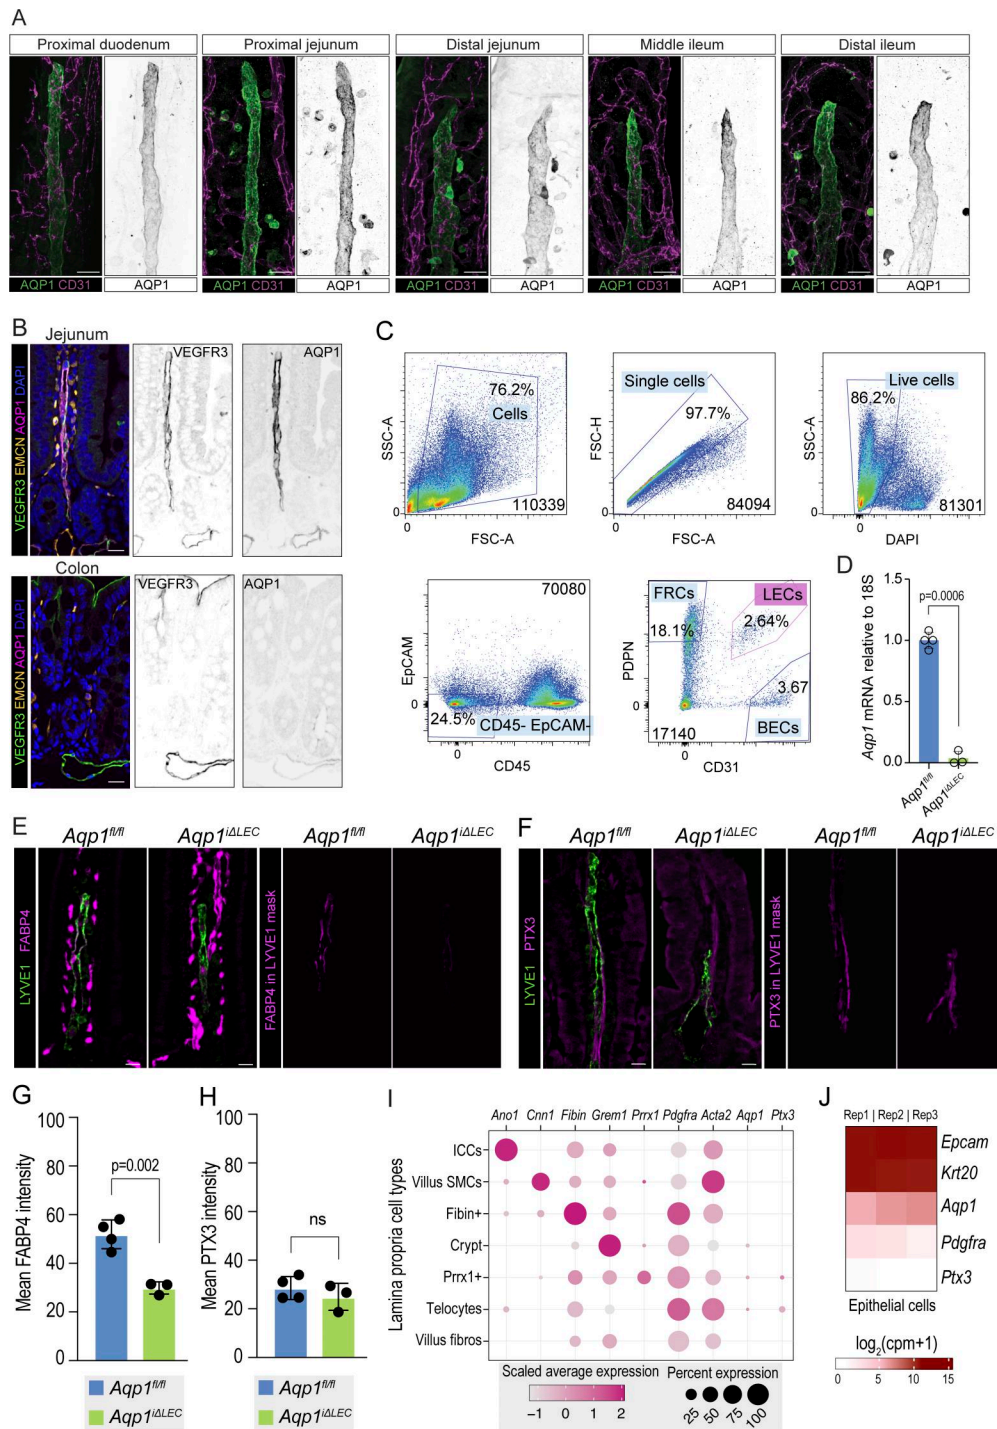 A
Proximal duodenum
Proximal jejunum
Distal jejunum
Middle ileum
Distal ileum
AQP1 CD31
AQP1
AQP1 CD31
AQP1
AQP1 CD31
AQP1
AQP1 CD31
AQP1
AQP1 CD31
AQP1
B
Jejunum
VEGFR3 EMCN AQP1 DAPI
VEGFR3
AQP1
Colon
VEGFR3 EMCN AQP1 DAPI
VEGFR3
AQP1
C
SSC-A
76.2%
Cells
0
110339
0
FSC-A
FSC-H
Single cells
97.7%
0
84094
0
FSC-A
Live cells
86.2%
SSC-A
0
81301
0
DAPI
EpCAM
70080
0
24.5%
CD45- EpCAM-
0
CD45
PDPN
FRCs
18.1%
LECs
2.64%
3.67
0
17140
BECs
0
CD31
D
Aqp1 mRNA relative to 18S
p=0.0006
1.5
1.0
0.5
0.0
Aqp1fl/fl
Aqp1iΔLEC
E
Aqp1fl/fl
Aqp1iΔLEC
Aqp1fl/fl
Aqp1iΔLEC
LYVE1 FABP4
FABP4 in LYVE1 mask
F
Aqp1fl/fl
Aqp1iΔLEC
Aqp1fl/fl
Aqp1iΔLEC
LYVE1 PTX3
PTX3 in LYVE1 mask
G
Mean FABP4 intensity
100
80
60
40
20
0
p=0.002
Aqp1fl/fl
Aqp1iΔLEC
H
Mean PTX3 intensity
100
80
60
40
20
0
ns
Aqp1fl/fl
Aqp1iΔLEC
I
Ano1 Cnn1 Fibin Grem1 Prrx1 Pdgfra Acta2 Aqp1 Ptx3
Lamina propria cell types
ICCs
Villus SMCs
Fibin+
Crypt
Prrx1+
Telocytes
Villus fibros
Scaled average expression
−1 0 1 2
Percent expression
25 50 75 100
J
Rep1 | Rep2 | Rep3
Epcam
Krt20
Aqp1
Pdgfra
Ptx3
Epithelial cells
log2(cpm+1)
0 5 10 15